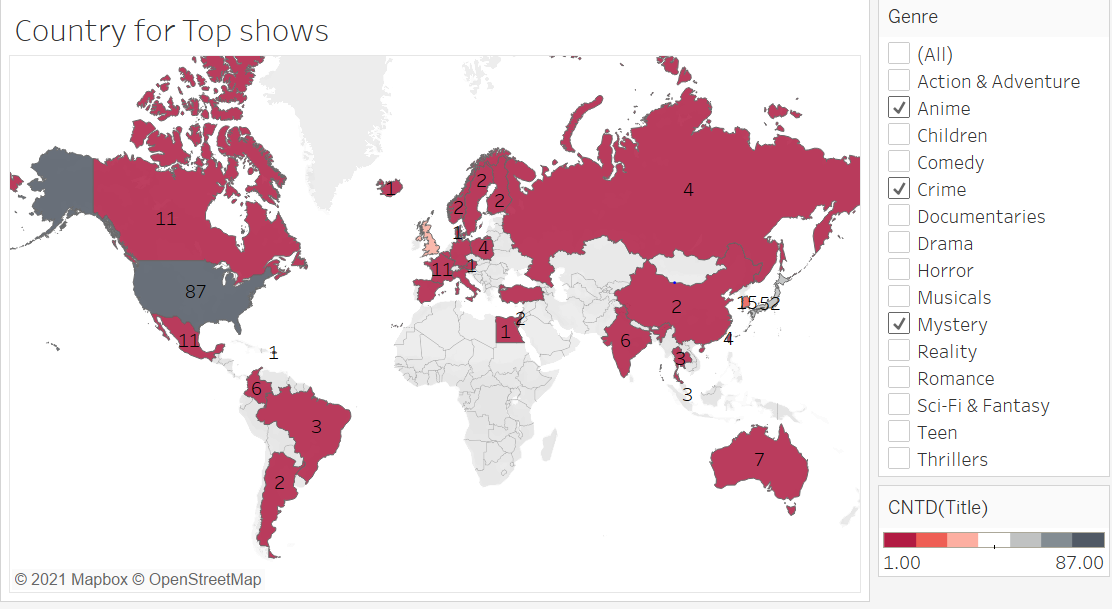 Country for Top shows
1
2
4
2
2
11
1
4
11
1
87
2
1552
2
1
11
6
4
1
3
6
3
3
7
2
© 2021 Mapbox © OpenStreetMap
Genre
(All)
Action & Adventure
Anime
Children
Comedy
Crime
Documentaries
Drama
Horror
Musicals
Mystery
Reality
Romance
Sci-Fi & Fantasy
Teen
Thrillers
CNTD(Title)
1.00 87.00